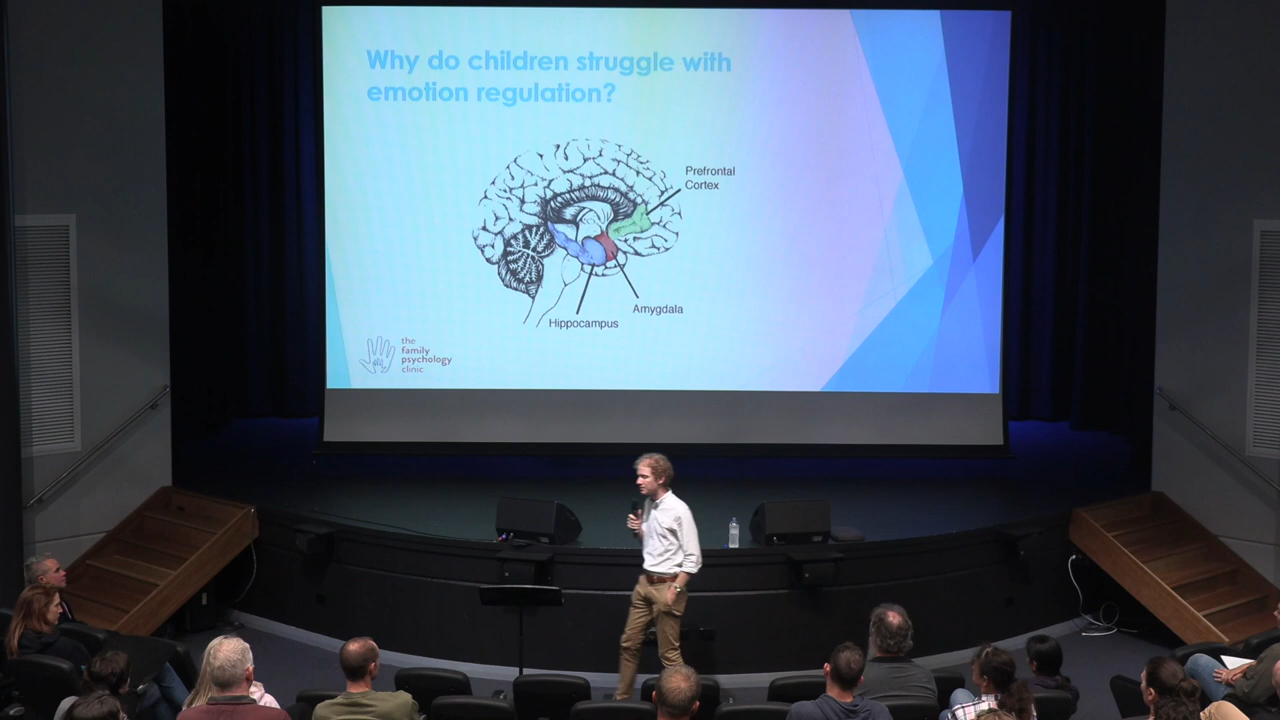 Why do children struggle with
emotion regulation?
Prefrontal
Cortex
Amygdala
Hippocampus
the
family
psychology
clinic